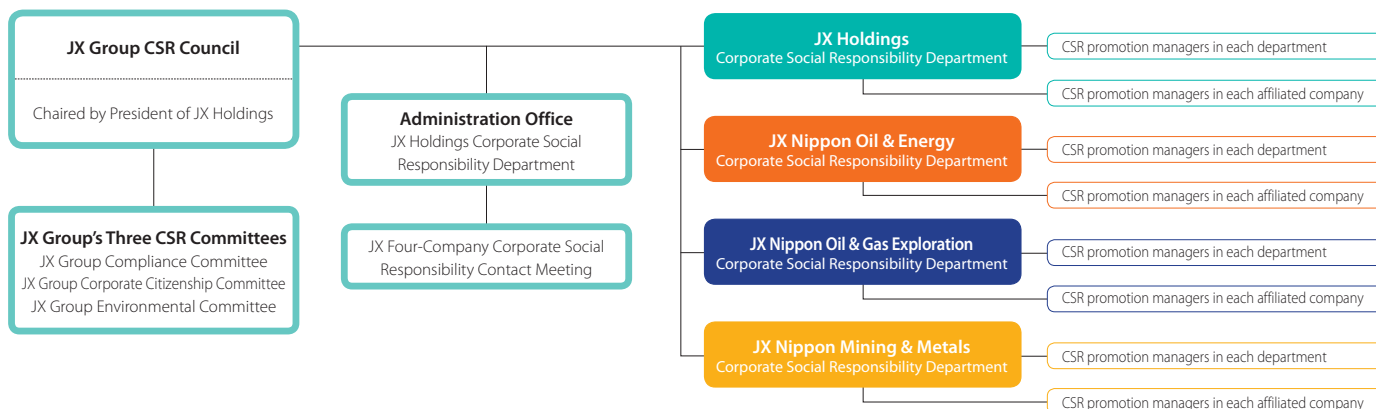 JX Group CSR Council
Chaired by President of JX Holdings
JX Group's Three CSR Committees
JX Group Compliance Committee
JX Group Corporate Citizenship Committee
JX Group Environmental Committee
Administration Office
JX Holdings Corporate Social
Responsibility Department
JX Four-Company Corporate Social
Responsibility Contact Meeting
JX Holdings
Corporate Social Responsibility Department
CSR promotion managers in each department
CSR promotion managers in each affiliated company
JX Nippon Oil & Energy
Corporate Social Responsibility Department
CSR promotion managers in each department
CSR promotion managers in each affiliated company
JX Nippon Oil & Gas Exploration
Corporate Social Responsibility Department
CSR promotion managers in each department
CSR promotion managers in each affiliated company
JX Nippon Mining & Metals
Corporate Social Responsibility Department
CSR promotion managers in each department
CSR promotion managers in each affiliated company